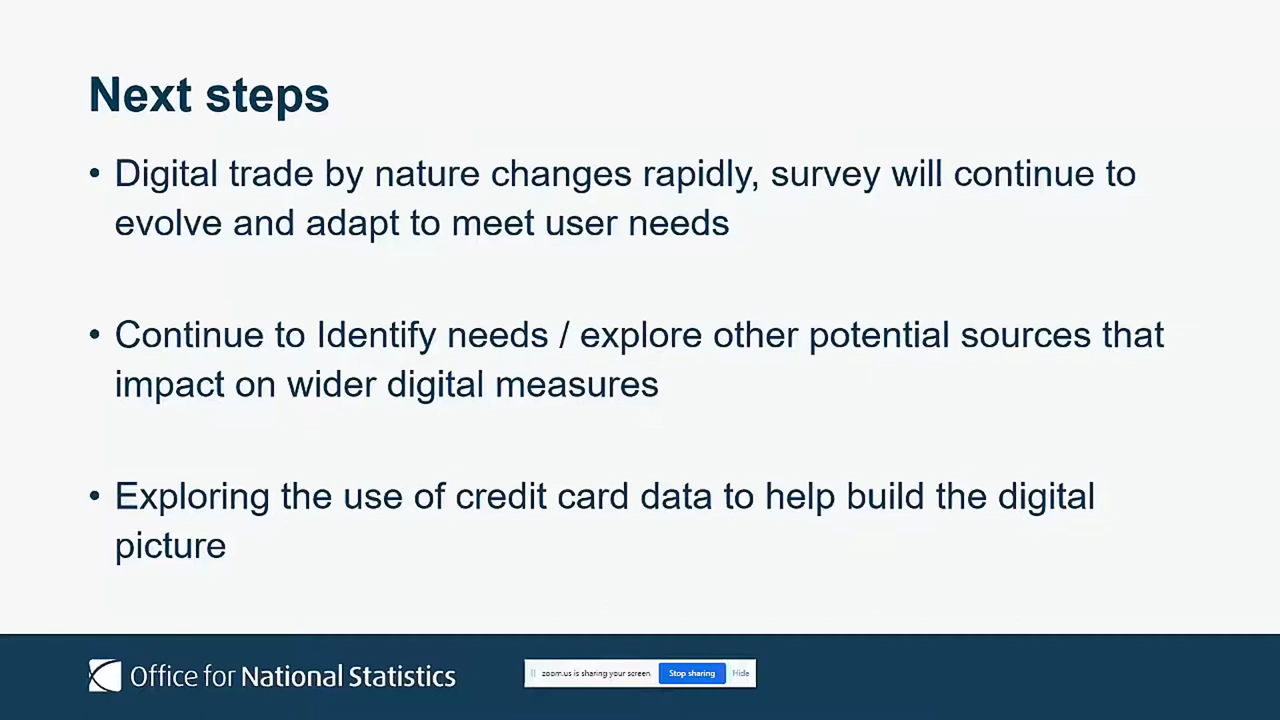 Next steps
• Digital trade by nature changes rapidly, survey will continue to
evolve and adapt to meet user needs
• Continue to Identify needs / explore other potential sources that
impact on wider digital measures
• Exploring the use of credit card data to help build the digital
picture
Office for National Statistics
zoom.us is sharing your screen. Stop sharing Hide